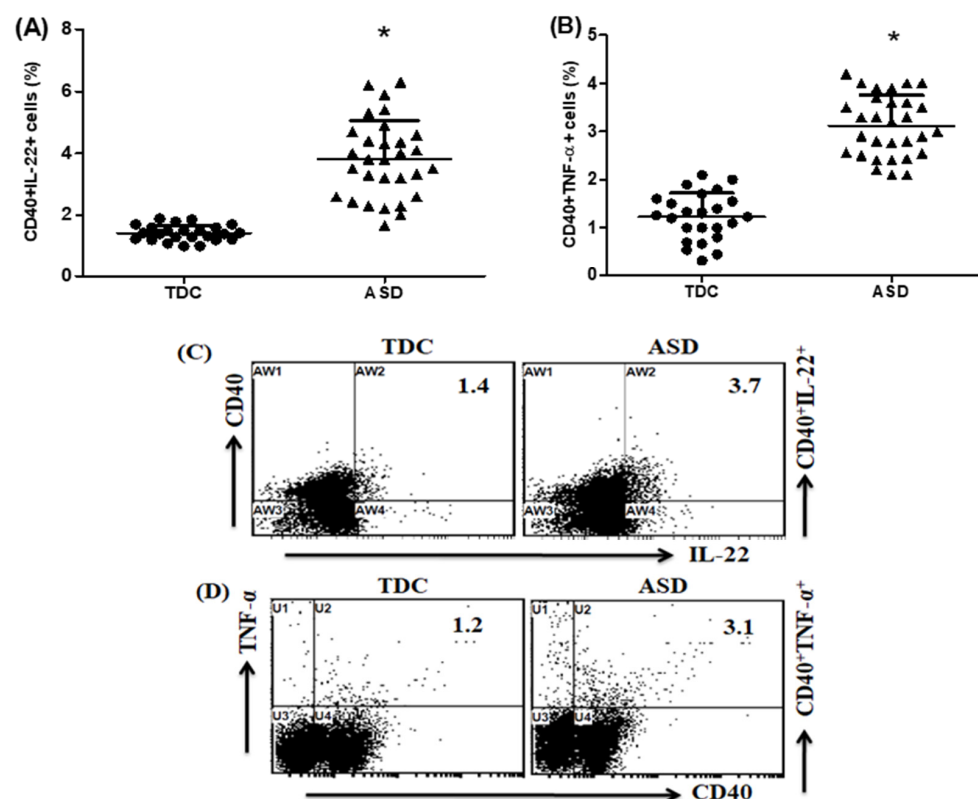 (A)
CD40+IL-22+ cells (%)
8
6
4
2
0
*
TDC
ASD
(B)
CD40+TNF-α+ cells (%)
5
4
3
2
1
0
*
TDC
ASD
(C)
TDC
ASD
CD40
AW1
AW2
1.4
AW3
AW4
AW1
AW2
3.7
AW3
AW4
CD40⁺IL-22⁺
IL-22
(D)
TDC
ASD
TNF-α
U1
U2
1.2
U3
U4
U1
U2
3.1
U3
U4
CD40⁺TNF-α⁺
CD40